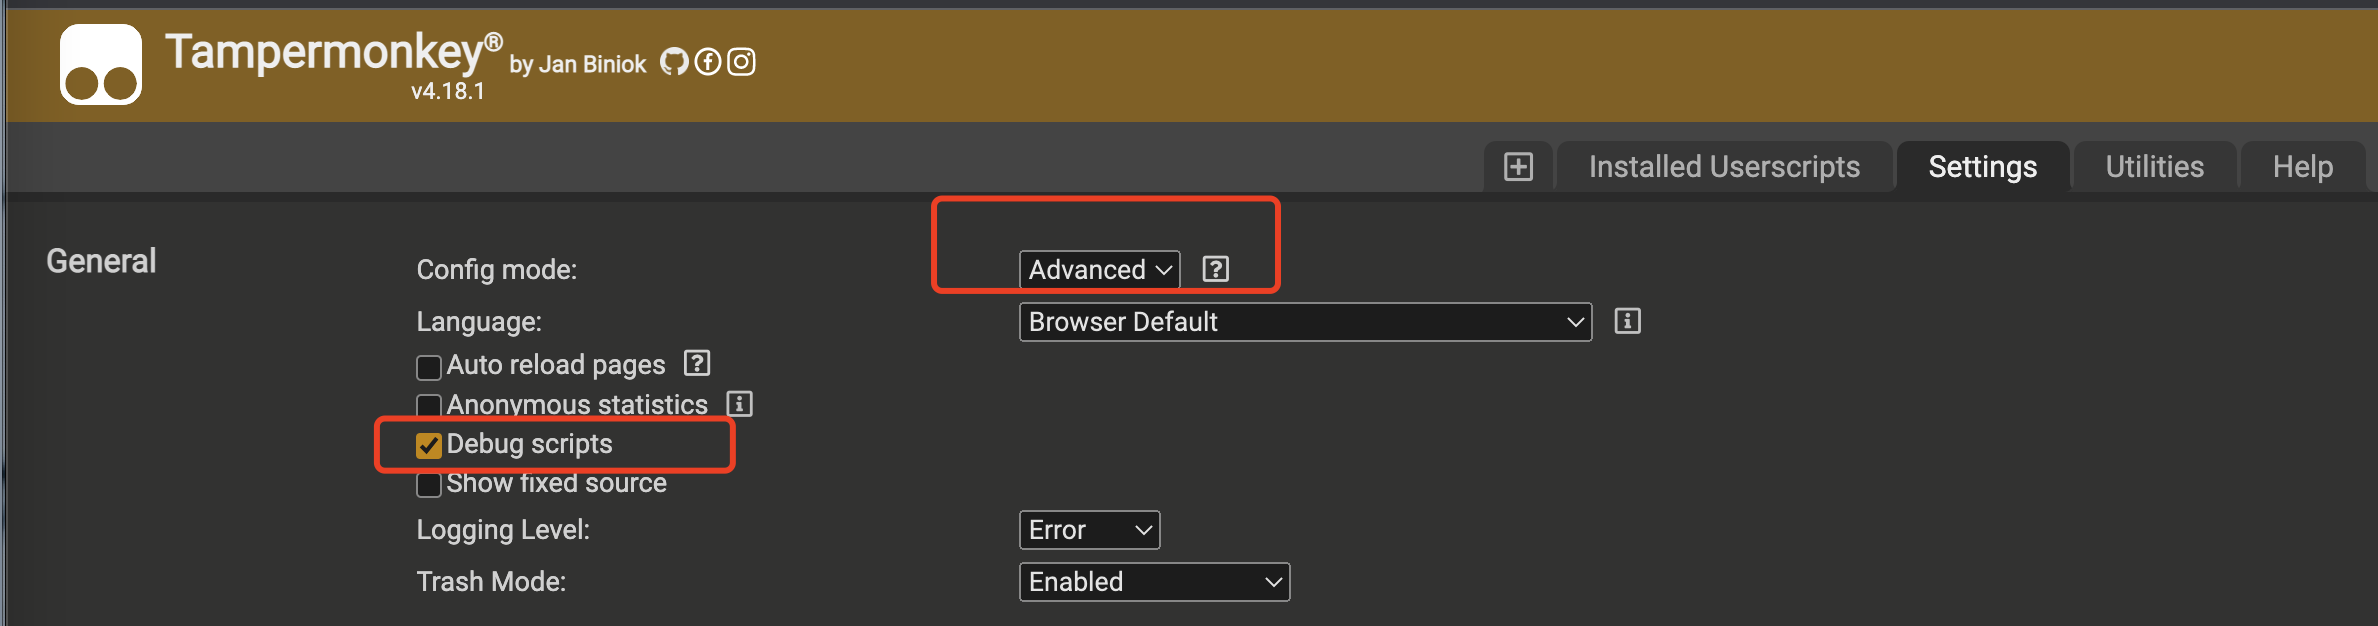 Tampermonkey® by Jan Biniok
v4.18.1
Installed Userscripts Settings Utilities Help
General
Config mode: Advanced
Language: Browser Default
Auto reload pages
Anonymous statistics
Debug scripts
Show fixed source
Logging Level: Error
Trash Mode: Enabled